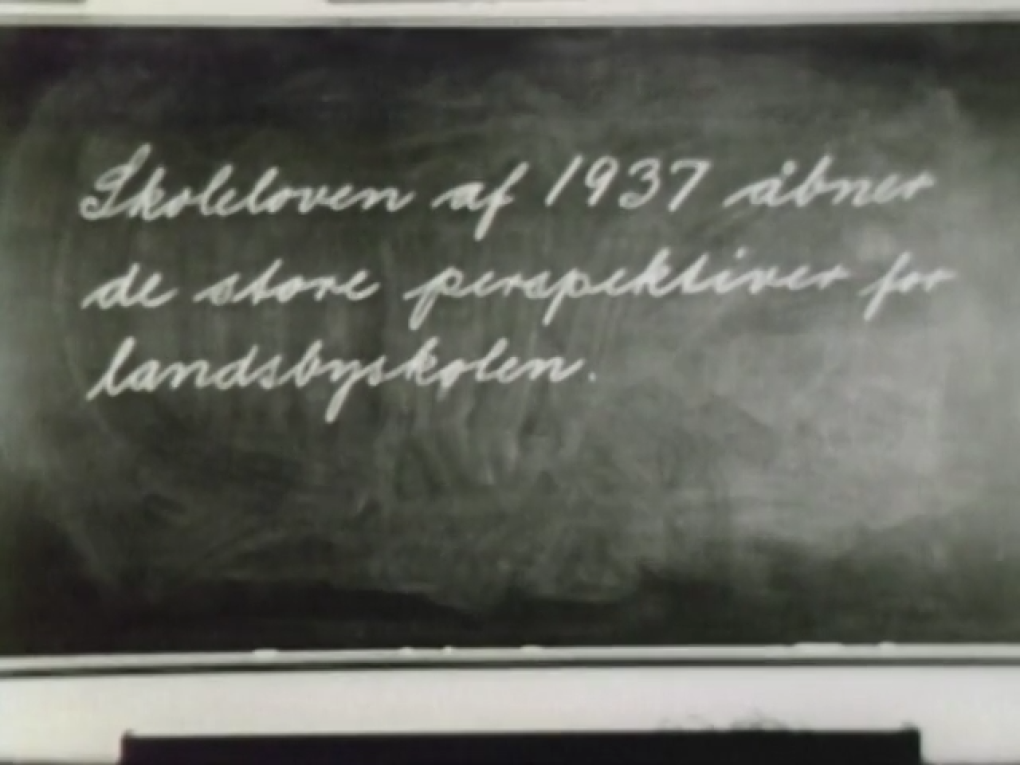 Skoleloven af 1937 åbner
de store perspektiver for
landsbyskolen.